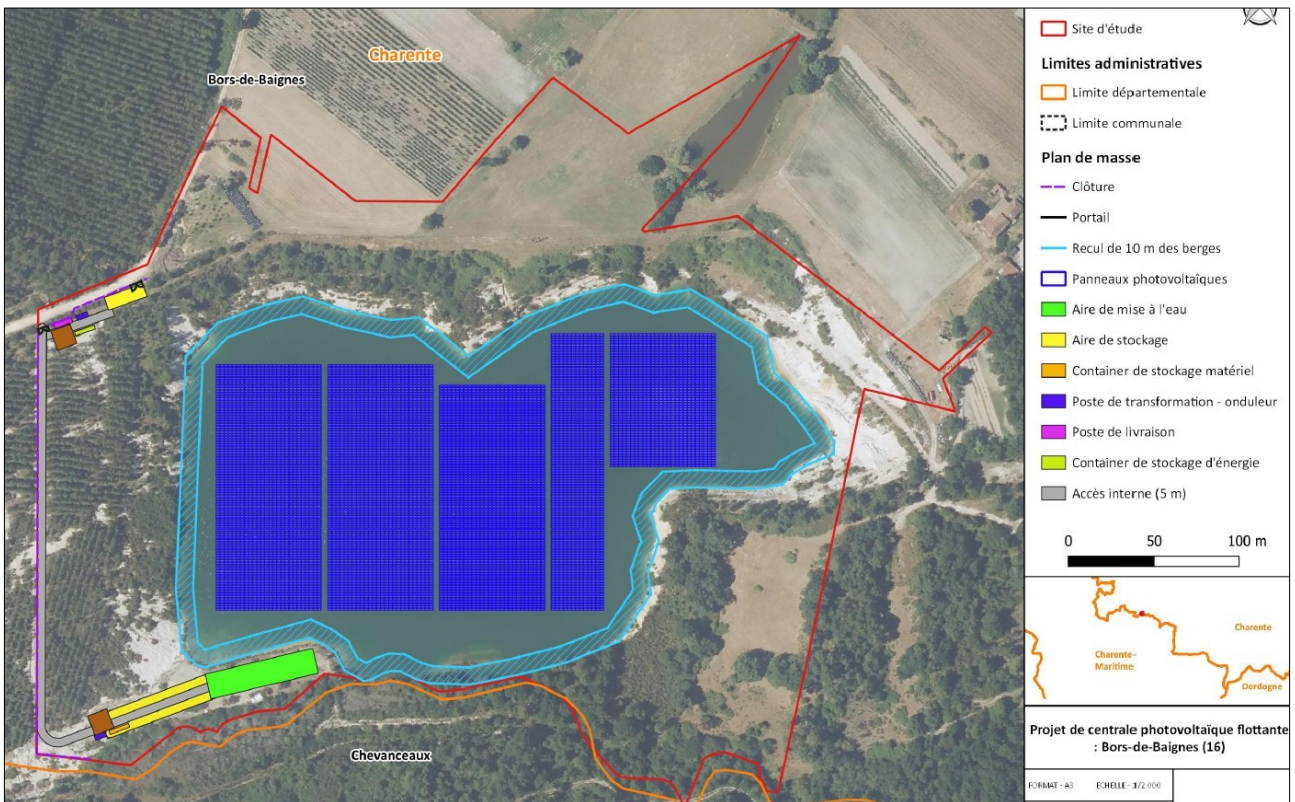 Charente
Bors-de-Baignes
Chevanceaux
Site d'étude
Limites administratives
Limite départementale
Limite communale
Plan de masse
Clôture
Portail
Recul de 10 m des berges
Panneaux photovoltaïques
Aire de mise à l'eau
Aire de stockage
Container de stockage matériel
Poste de transformation - onduleur
Poste de livraison
Container de stockage d'énergie
Accès interne (5 m)
0 50 100 m
Charente
Charente-
Maritime
Dordogne
Projet de centrale photovoltaïque flottante
: Bors-de-Baignes (16)
FORMAT - A3 ECHELLE - 1/2 000